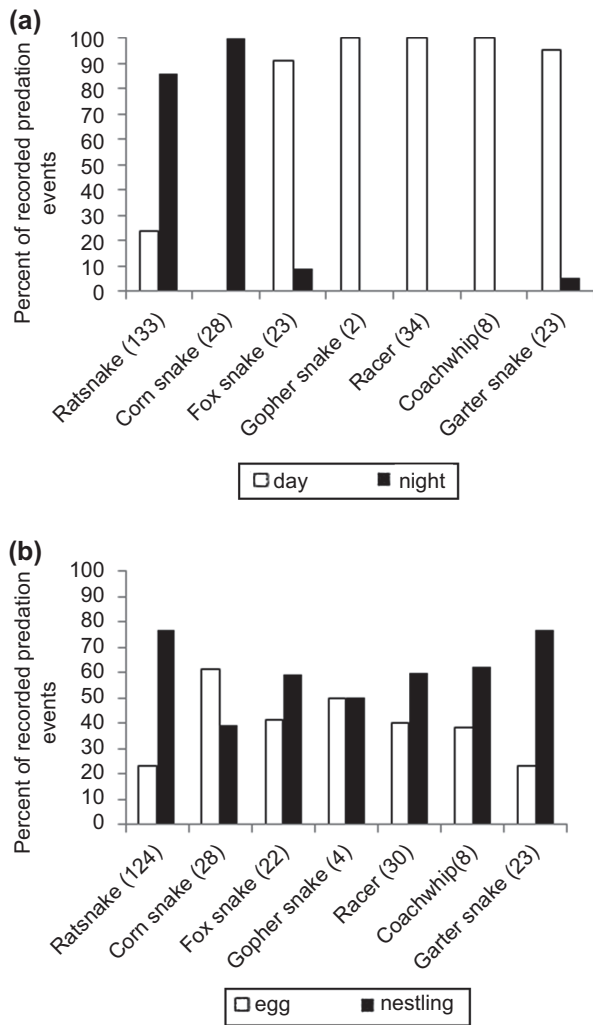 (a)
Percent of recorded predation
events
100
90
80
70
60
50
40
30
20
10
0
Ratsnake (133)
Corn snake (28)
Fox snake (23)
Gopher snake (2)
Racer (34)
Coachwhip(8)
Garter snake (23)
day night
(b)
Percent of recorded predation
events
100
90
80
70
60
50
40
30
20
10
0
Ratsnake (124)
Corn snake (28)
Fox snake (22)
Gopher snake (4)
Racer (30)
Coachwhip(8)
Garter snake (23)
egg nestling